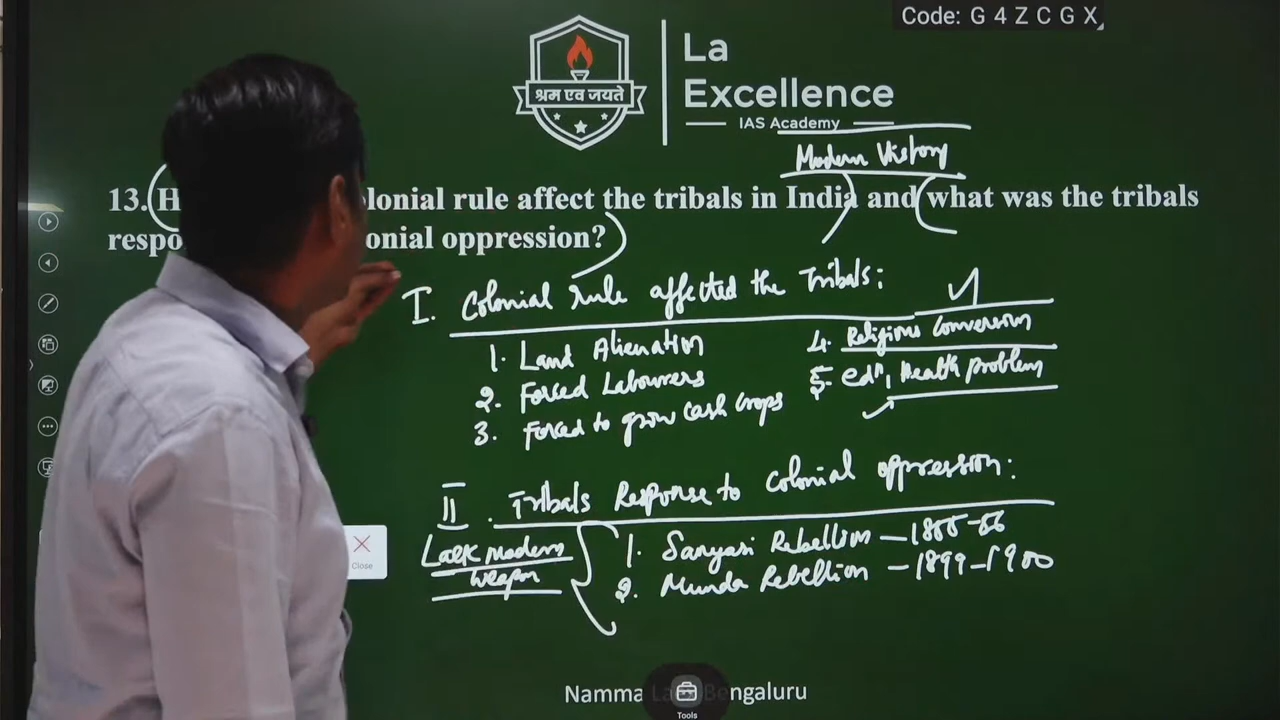 Code: G 4 Z C G X
La
Excellence
श्रम एव जयते
IAS Academy
Modern History
13. H olonial rule affect the tribals in India and what was the tribals
respo onial oppression?
I. Colonial rule affected the Tribals:
1. Land Alienation
2. Forced Labourers
3. Forced to grow cash crops
4. Religious Conversion
5. edn, Health problem
II. Tribals Response to colonial oppression:
Lack modern
weapon
1. Sanyasi Rebellion – 1855-56
2. Munda Rebellion – 1899-1900
Close
Namma La Bengaluru
Tools